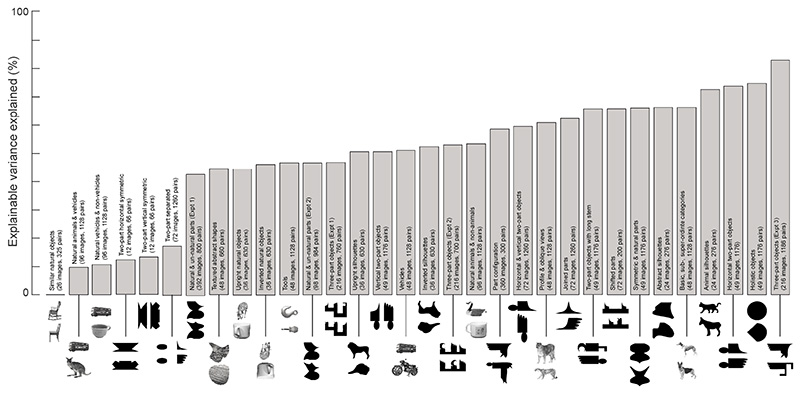 100
Explainable variance explained (%)
0
Similar natural objects
(26 images, 325 pairs)
Natural animals & vehicles
(96 images, 1128 pairs)
Natural vehicles & non-vehicles
(96 images, 1128 pairs)
Two-part horizontal symmetric
(12 images, 66 pairs)
Two-part vertical symmetric
(12 images, 66 pairs)
Two-part separated
(72 images, 1260 pairs)
Natural & un-natural parts (Expt 1)
(392 images, 800 pairs)
Textured abstract shapes
(48 images, 660 pairs)
Upright natural objects
(36 images, 630 pairs)
Inverted natural objects
(36 images, 630 pairs)
Tools
(48 images, 1128 pairs)
Natural & un-natural parts (Expt 2)
(88 images, 984 pairs)
Three-part objects (Expt 1)
(216 images, 760 pairs)
Upright silhouettes
(36 images, 630 pairs)
Vertical two-part objects
(49 images, 1176 pairs)
Vehicles
(48 images, 1128 pairs)
Inverted silhouettes
(36 images, 630 pairs)
Three-part objects (Expt 2)
(216 images, 760 pairs)
Natural animals & non-animals
(96 images, 1128 pairs)
Part configuration
(300 images, 300 pairs)
Horizontal & vertical two-part objects
(72 images, 1260 pairs)
Profile & oblique views
(48 images, 1128 pairs)
Joined parts
(72 images, 1260 pairs)
Two-part objects with long stem
(49 images, 1176 pairs)
Shifted parts
(72 images, 200 pairs)
Symmetric & natural parts
(49 images, 1176 pairs)
Abstract silhouettes
(24 images, 276 pairs)
Basic, sub-, super-ordinate categories
(48 images, 1128 pairs)
Animal silhouettes
(24 images, 276 pairs)
Horizontal two-part objects
(49 images, 1176)
Holistic objects
(49 images, 1176 pairs)
Three-part objects (Expt 3)
(216 images, 1186 pairs)